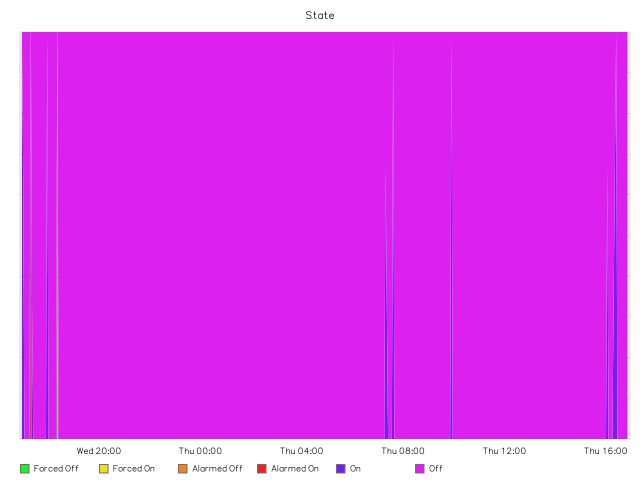 State
Wed 20:00 Thu 00:00 Thu 04:00 Thu 08:00 Thu 12:00 Thu 16:00
Forced Off Forced On Alarmed Off Alarmed On On Off